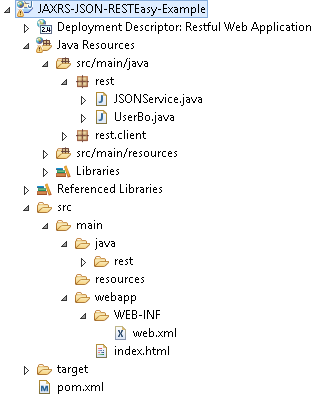 JAXRS-JSON-RESTEasy-Example
2.4 Deployment Descriptor: Restful Web Application
Java Resources
src/main/java
rest
J JSONService.java
J UserBo.java
rest.client
src/main/resources
Libraries
Referenced Libraries
src
main
java
rest
resources
webapp
WEB-INF
X web.xml
index.html
target
M pom.xml